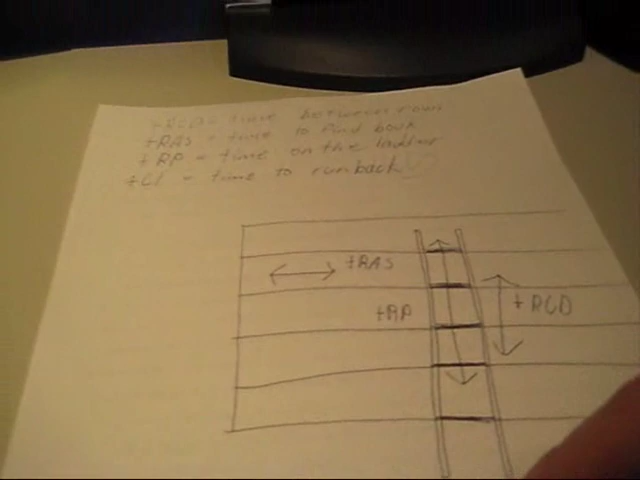 tRCD = time between rows
tRAS = time to find book
tRP = time on the ladder
tCl = time to run back
tRAS
tRP
tRCD